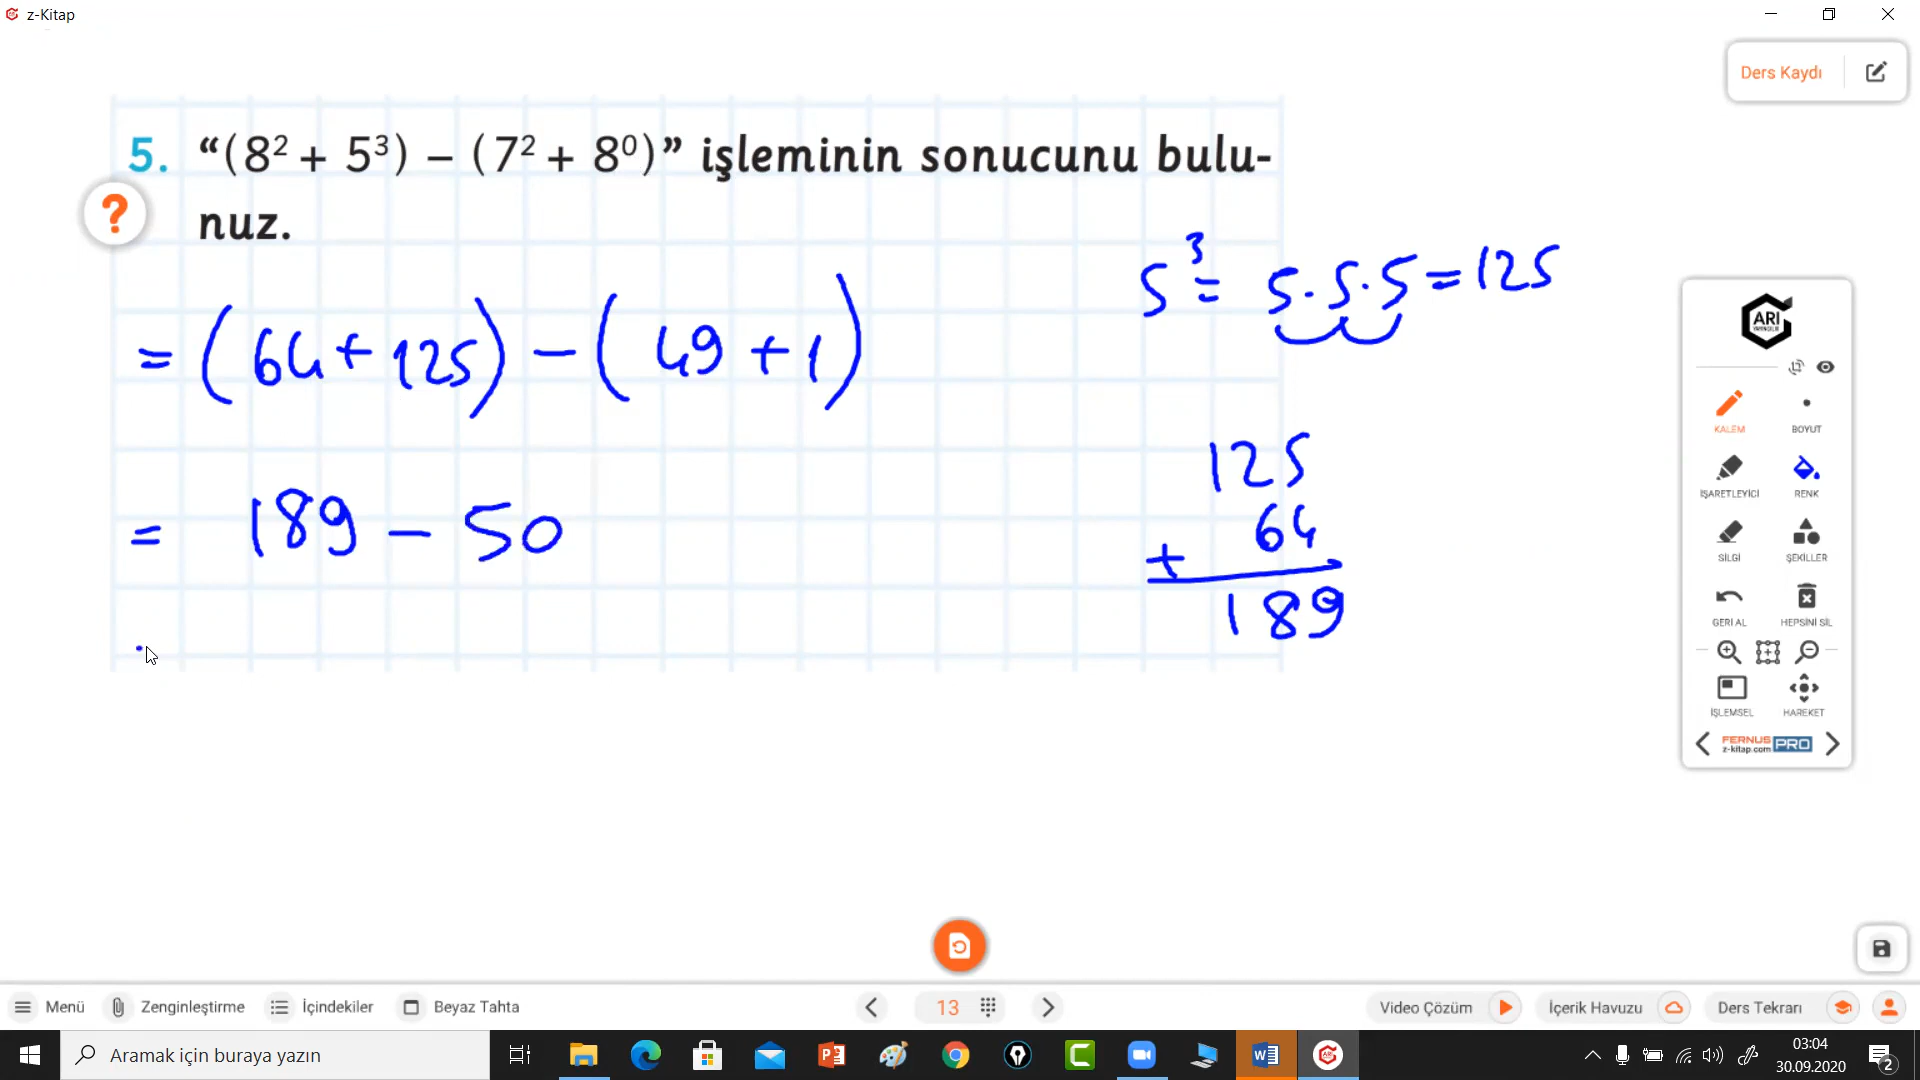 z-Kitap
Ders Kaydı
5. “(8² + 5³) – (7² + 8⁰)” işleminin sonucunu bulu-
nuz.
5³ = 5·5·5 = 125
= (64 + 125) – (49 + 1)
125
64
+
189
= 189 – 50
ARI
YAYINCILIK
KALEM BOYUT
İŞARETLEYİCİ RENK
SİLGİ ŞEKİLLER
GERİ AL HEPSİNİ SİL
İŞLEMSEL HAREKET
FERNUS PRO
z-kitap.com
Menü Zenginleştirme İçindekiler Beyaz Tahta 13 Video Çözüm İçerik Havuzu Ders Tekrarı
Aramak için buraya yazın
03:04
30.09.2020
2